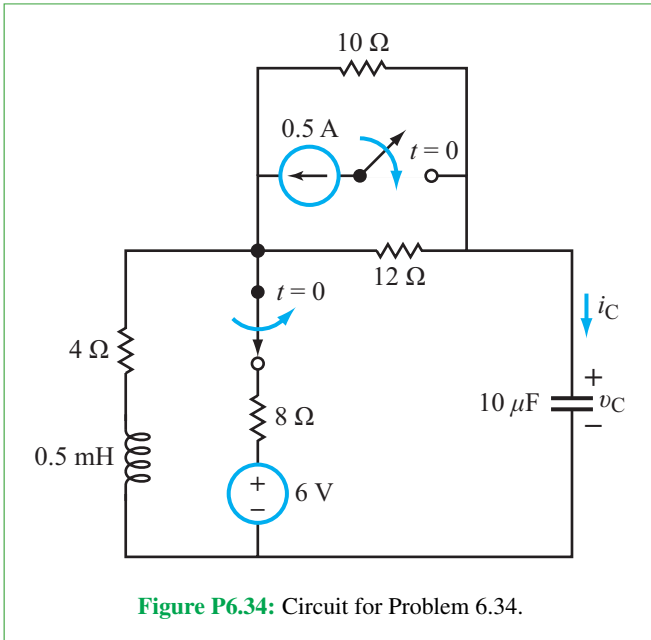 10 Ω
0.5 A
t = 0
12 Ω
t = 0
i_C
4 Ω
8 Ω
10 μF
+
υ_C
−
0.5 mH
+
−
6 V
Figure P6.34: Circuit for Problem 6.34.